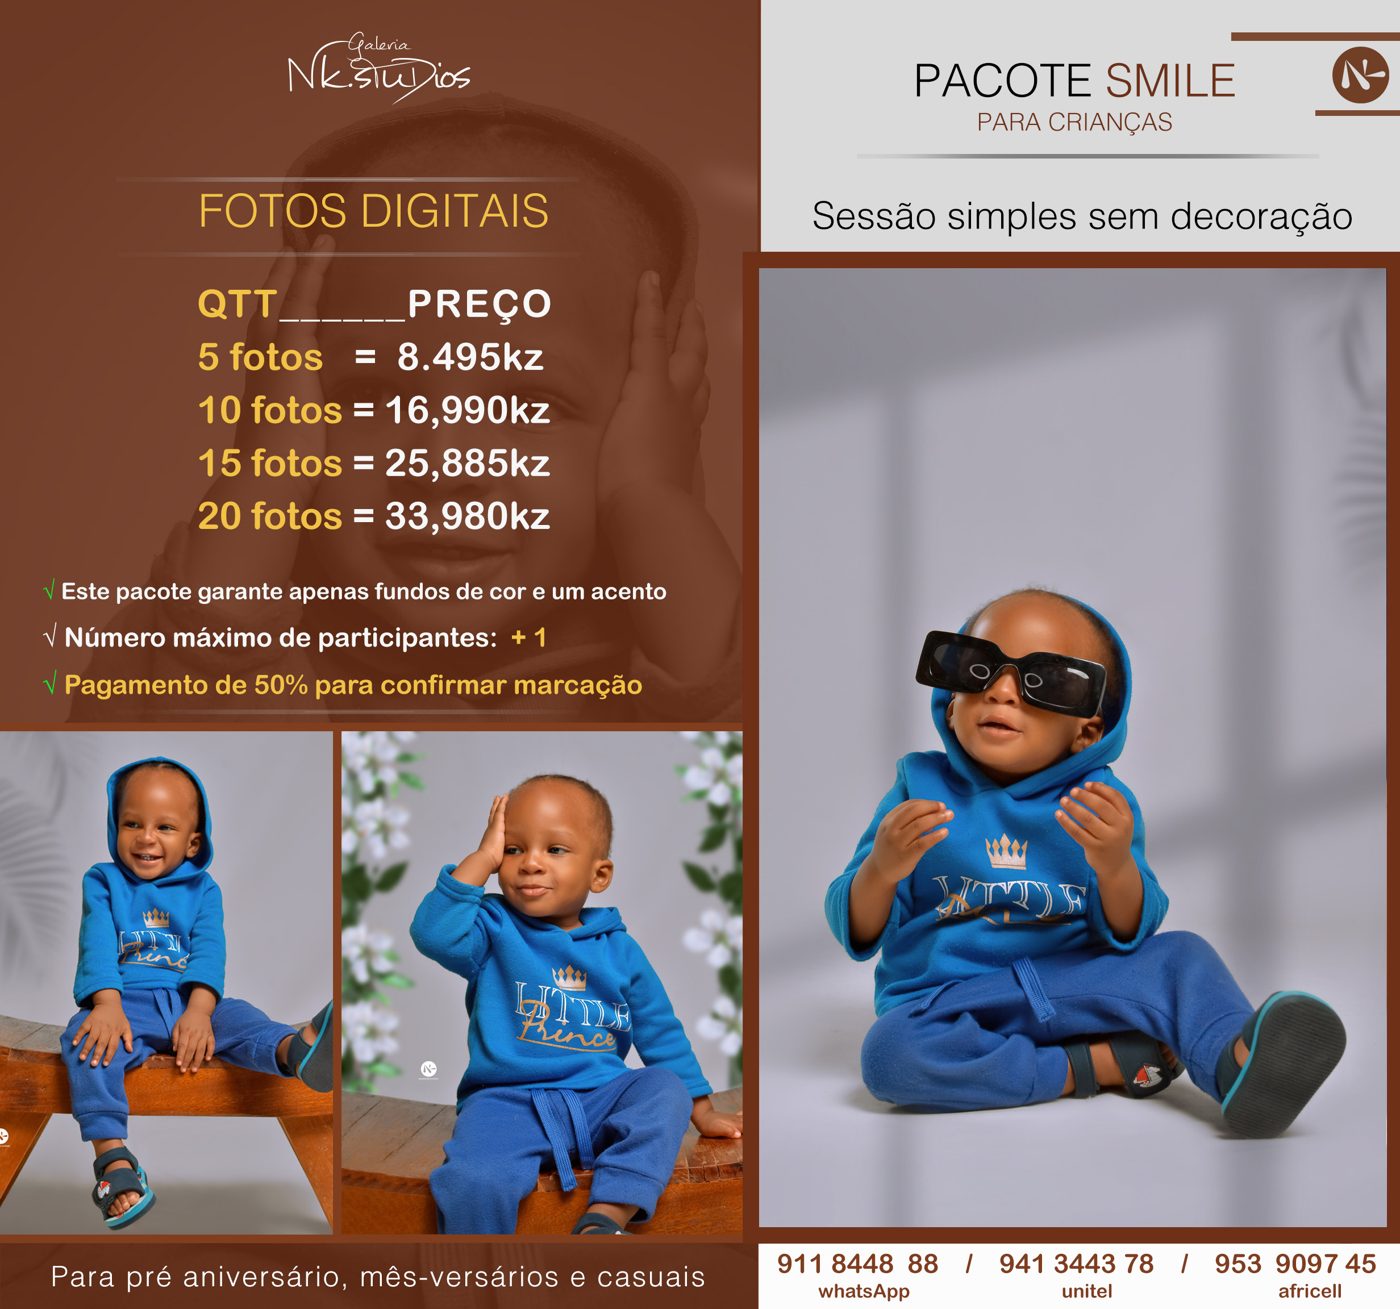 Galeria
Nk.sTuDios
FOTOS DIGITAIS
QTT______PREÇO
5 fotos = 8.495kz
10 fotos = 16,990kz
15 fotos = 25,885kz
20 fotos = 33,980kz
√ Este pacote garante apenas fundos de cor e um acento
√ Número máximo de participantes: + 1
√ Pagamento de 50% para confirmar marcação
PACOTE SMILE
PARA CRIANÇAS
Sessão simples sem decoração
LITTLE
Prince
LITTLE
Prince
LITTLE
Para pré aniversário, mês-versários e casuais
911 8448 88 / 941 3443 78 / 953 9097 45
whatsApp unitel africell